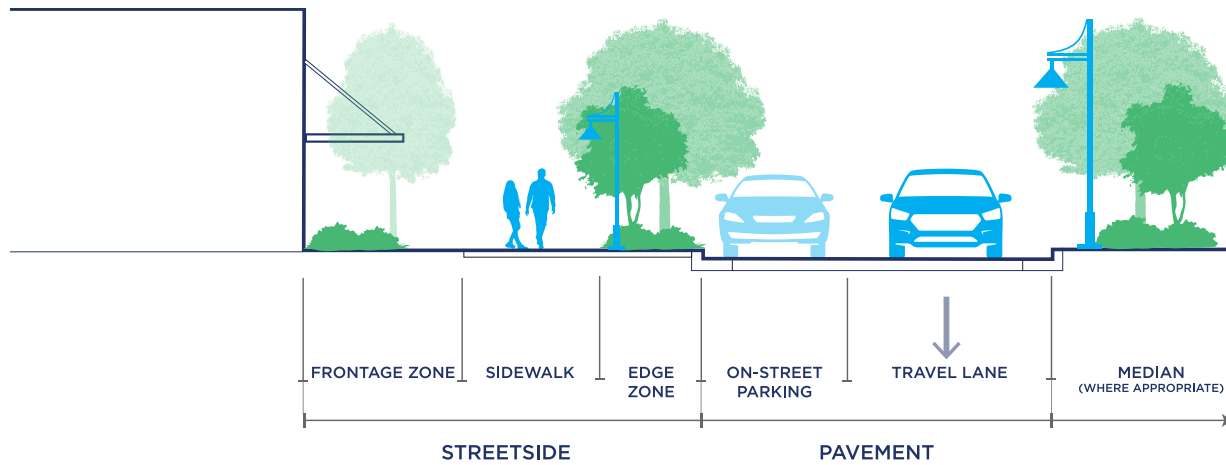 FRONTAGE ZONE
SIDEWALK
EDGE
ZONE
ON-STREET
PARKING
TRAVEL LANE
MEDIAN
(WHERE APPROPRIATE)
STREETSIDE
PAVEMENT